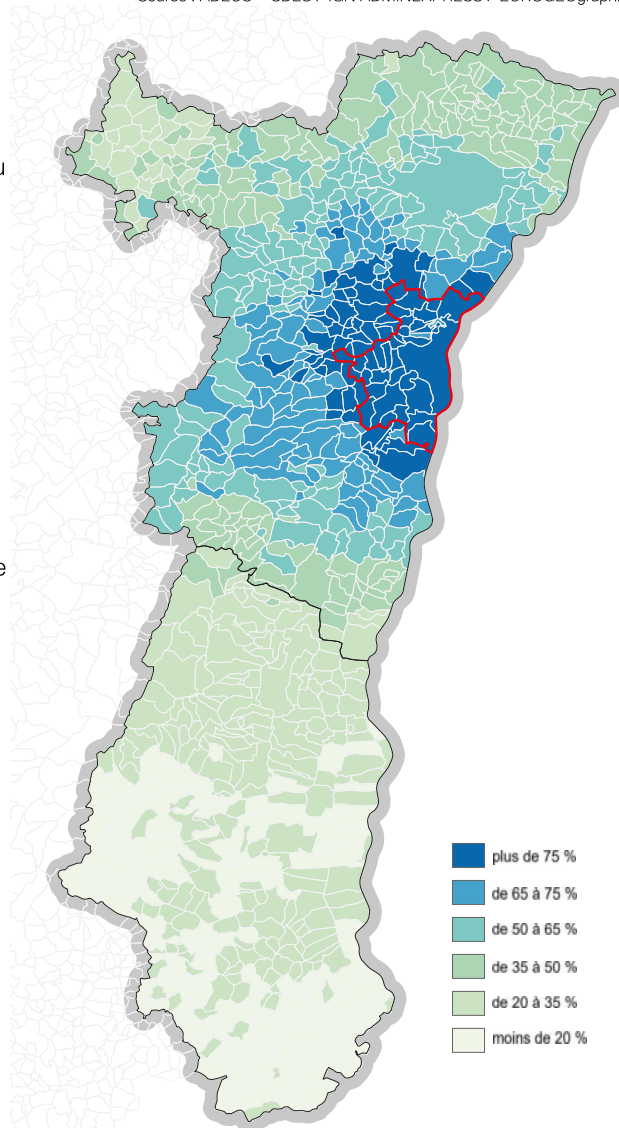 u
e
plus de 75 %
de 65 à 75 %
de 50 à 65 %
de 35 à 50 %
de 20 à 35 %
moins de 20 %